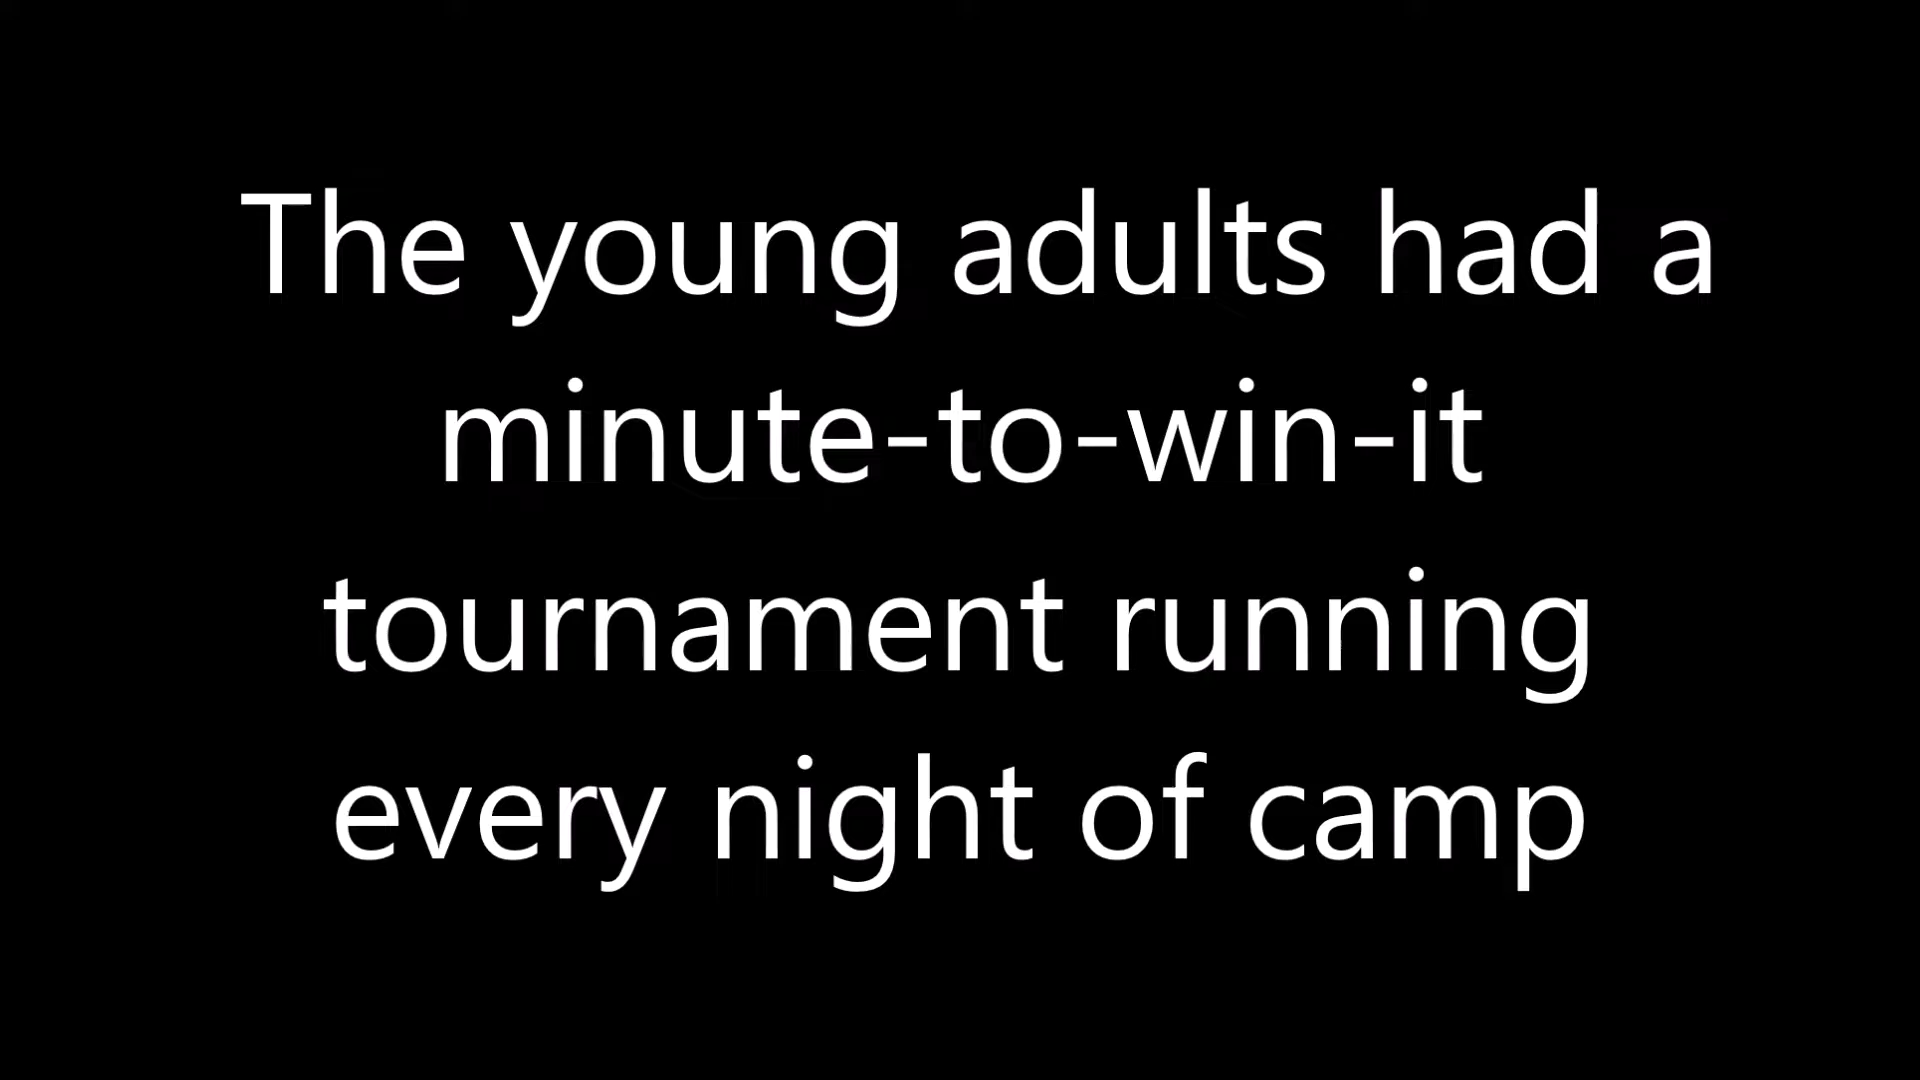 The young adults had a
minute-to-win-it
tournament running
every night of camp